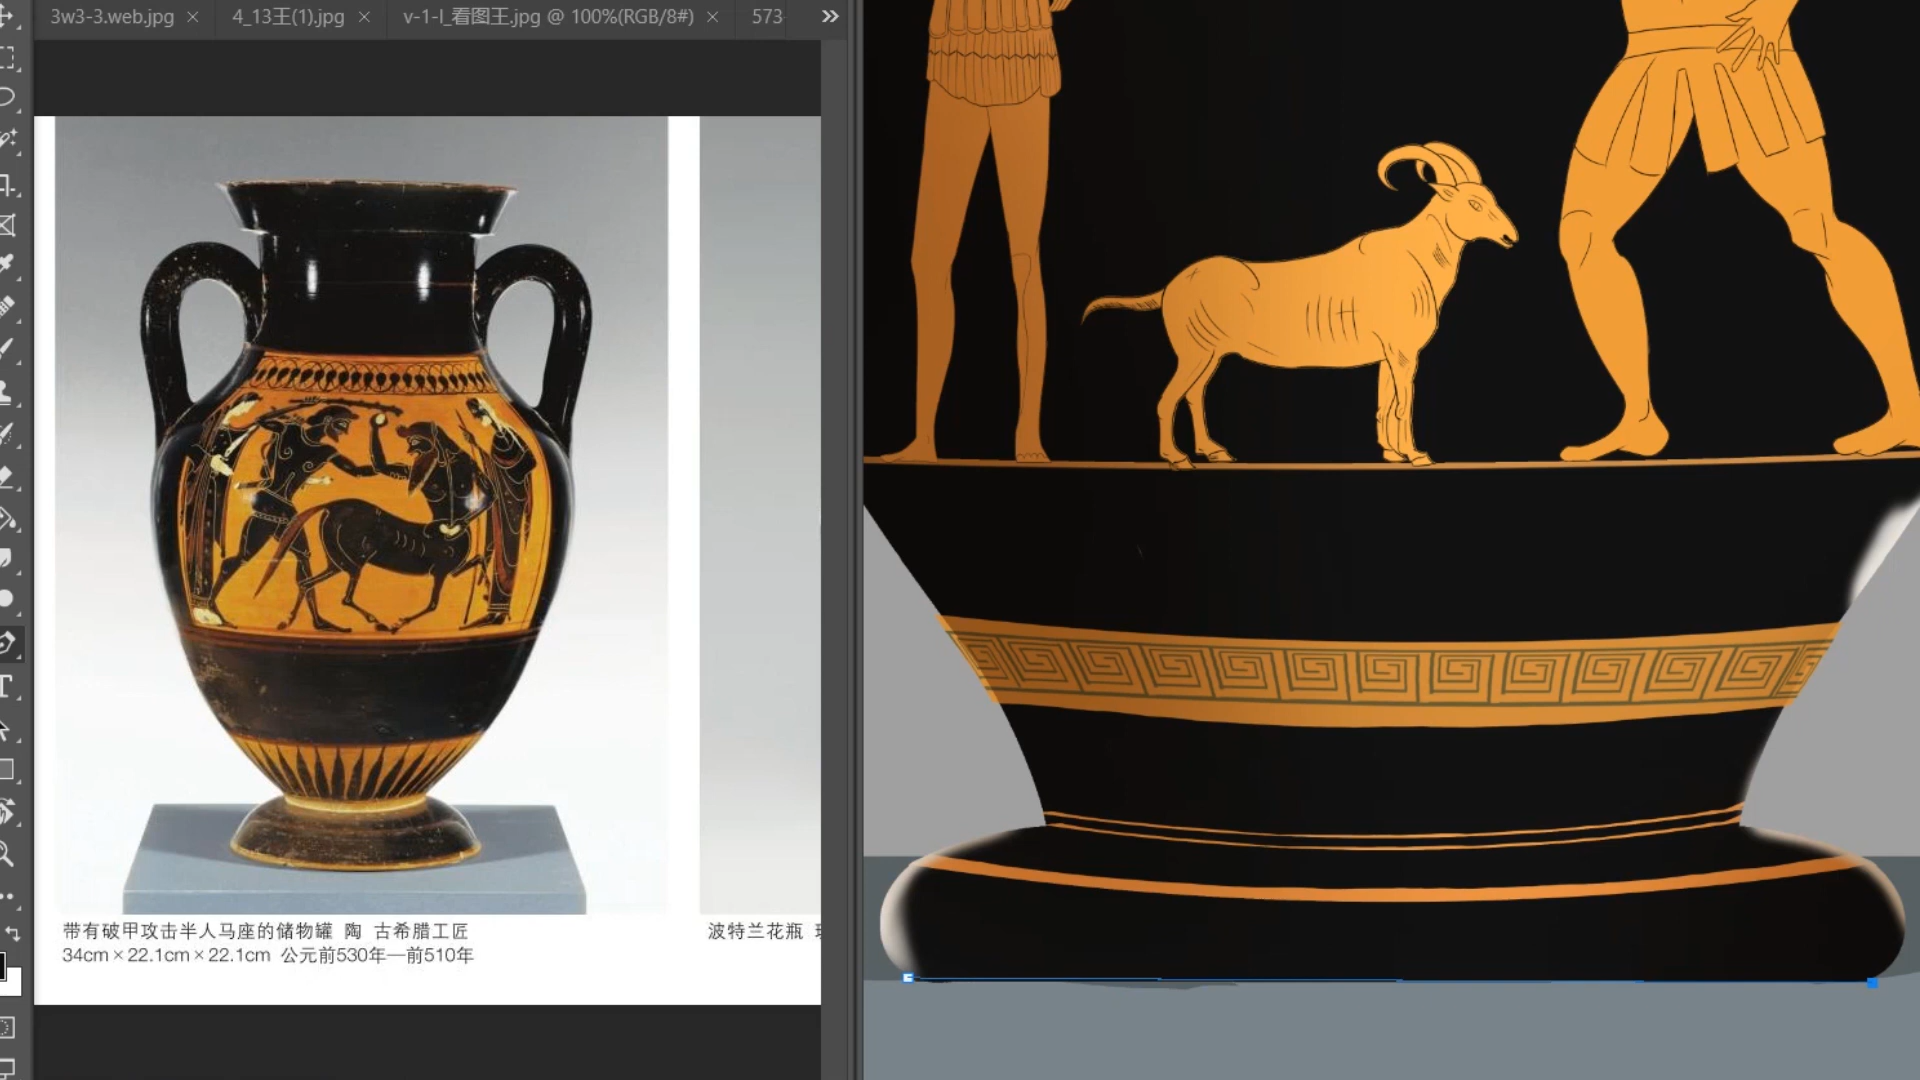 3w3-3.web.jpg
4_13王(1).jpg
v-1-l_看图王.jpg @ 100%(RGB/8#)
573
带有破甲攻击半人马座的储物罐 陶 古希腊工匠
34cm×22.1cm×22.1cm 公元前530年—前510年
波特兰花瓶